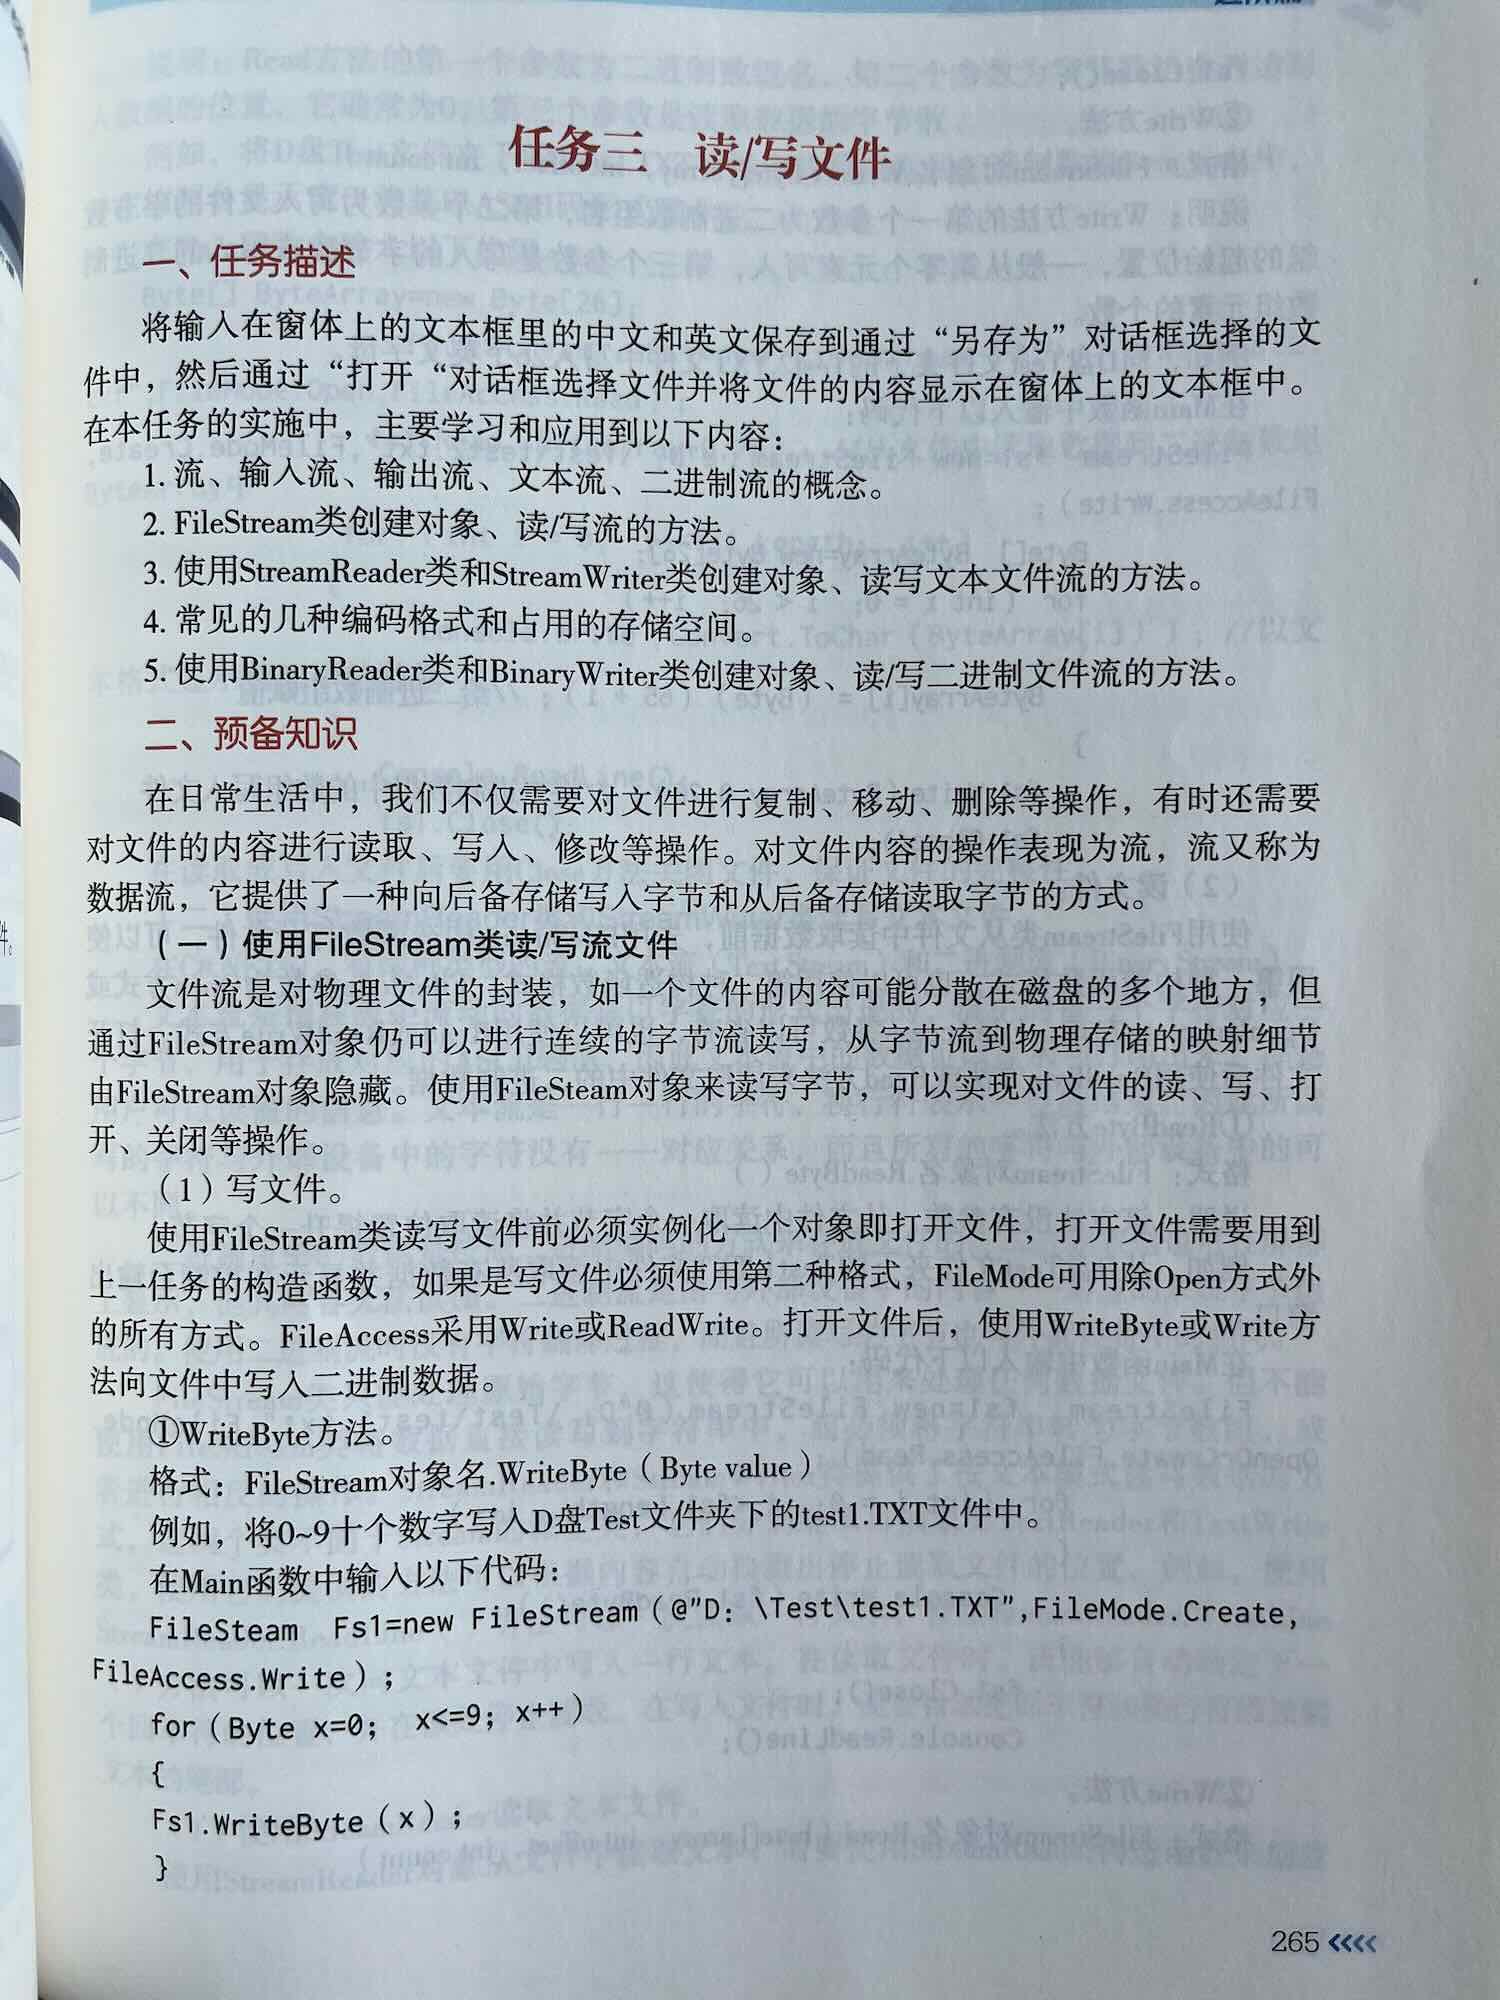 任务三 读/写文件
一、任务描述
将输入在窗体上的文本框里的中文和英文保存到通过“另存为”对话框选择的文
件中，然后通过“打开“对话框选择文件并将文件的内容显示在窗体上的文本框中。
在本任务的实施中，主要学习和应用到以下内容：
1. 流、输入流、输出流、文本流、二进制流的概念。
2. FileStream类创建对象、读/写流的方法。
3. 使用StreamReader类和StreamWriter类创建对象、读写文本文件流的方法。
4. 常见的几种编码格式和占用的存储空间。
5. 使用BinaryReader类和BinaryWriter类创建对象、读/写二进制文件流的方法。
二、预备知识
在日常生活中，我们不仅需要对文件进行复制、移动、删除等操作，有时还需要
对文件的内容进行读取、写入、修改等操作。对文件内容的操作表现为流，流又称为
数据流，它提供了一种向后备存储写入字节和从后备存储读取字节的方式。
（一）使用FileStream类读/写流文件
文件流是对物理文件的封装，如一个文件的内容可能分散在磁盘的多个地方，但
通过FileStream对象仍可以进行连续的字节流读写，从字节流到物理存储的映射细节
由FileStream对象隐藏。使用FileSteam对象来读写字节，可以实现对文件的读、写、打
开、关闭等操作。
（1）写文件。
使用FileStream类读写文件前必须实例化一个对象即打开文件，打开文件需要用到
上一任务的构造函数，如果是写文件必须使用第二种格式，FileMode可用除Open方式外
的所有方式。FileAccess采用Write或ReadWrite。打开文件后，使用WriteByte或Write方
法向文件中写入二进制数据。
①WriteByte方法。
格式：FileStream对象名.WriteByte（Byte value）
例如，将0~9十个数字写入D盘Test文件夹下的test1.TXT文件中。
在Main函数中输入以下代码：
FileSteam Fs1=new FileStream（@"D：\Test\test1.TXT",FileMode.Create,
FileAccess.Write）；
for（Byte x=0； x<=9；x++）
{
Fs1.WriteByte（x）；
}
265